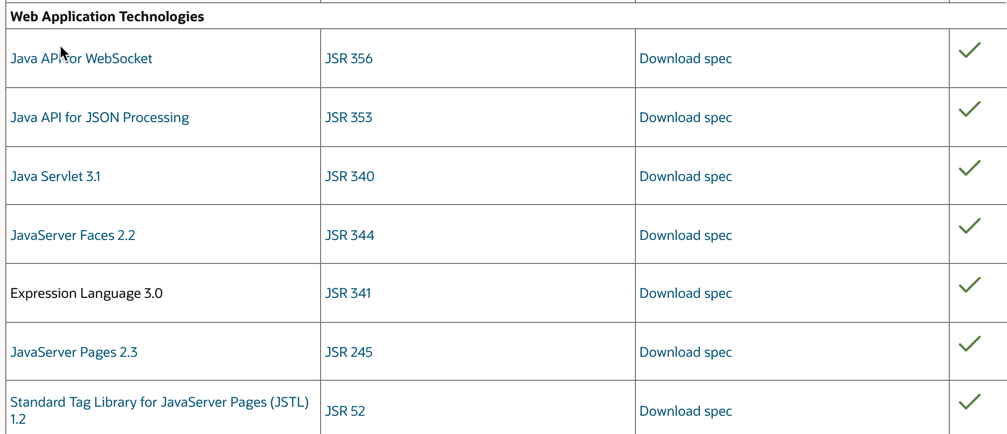 Web Application Technologies
Java API for WebSocket JSR 356 Download spec
Java API for JSON Processing JSR 353 Download spec
Java Servlet 3.1 JSR 340 Download spec
JavaServer Faces 2.2 JSR 344 Download spec
Expression Language 3.0 JSR 341 Download spec
JavaServer Pages 2.3 JSR 245 Download spec
Standard Tag Library for JavaServer Pages (JSTL)
1.2 JSR 52 Download spec